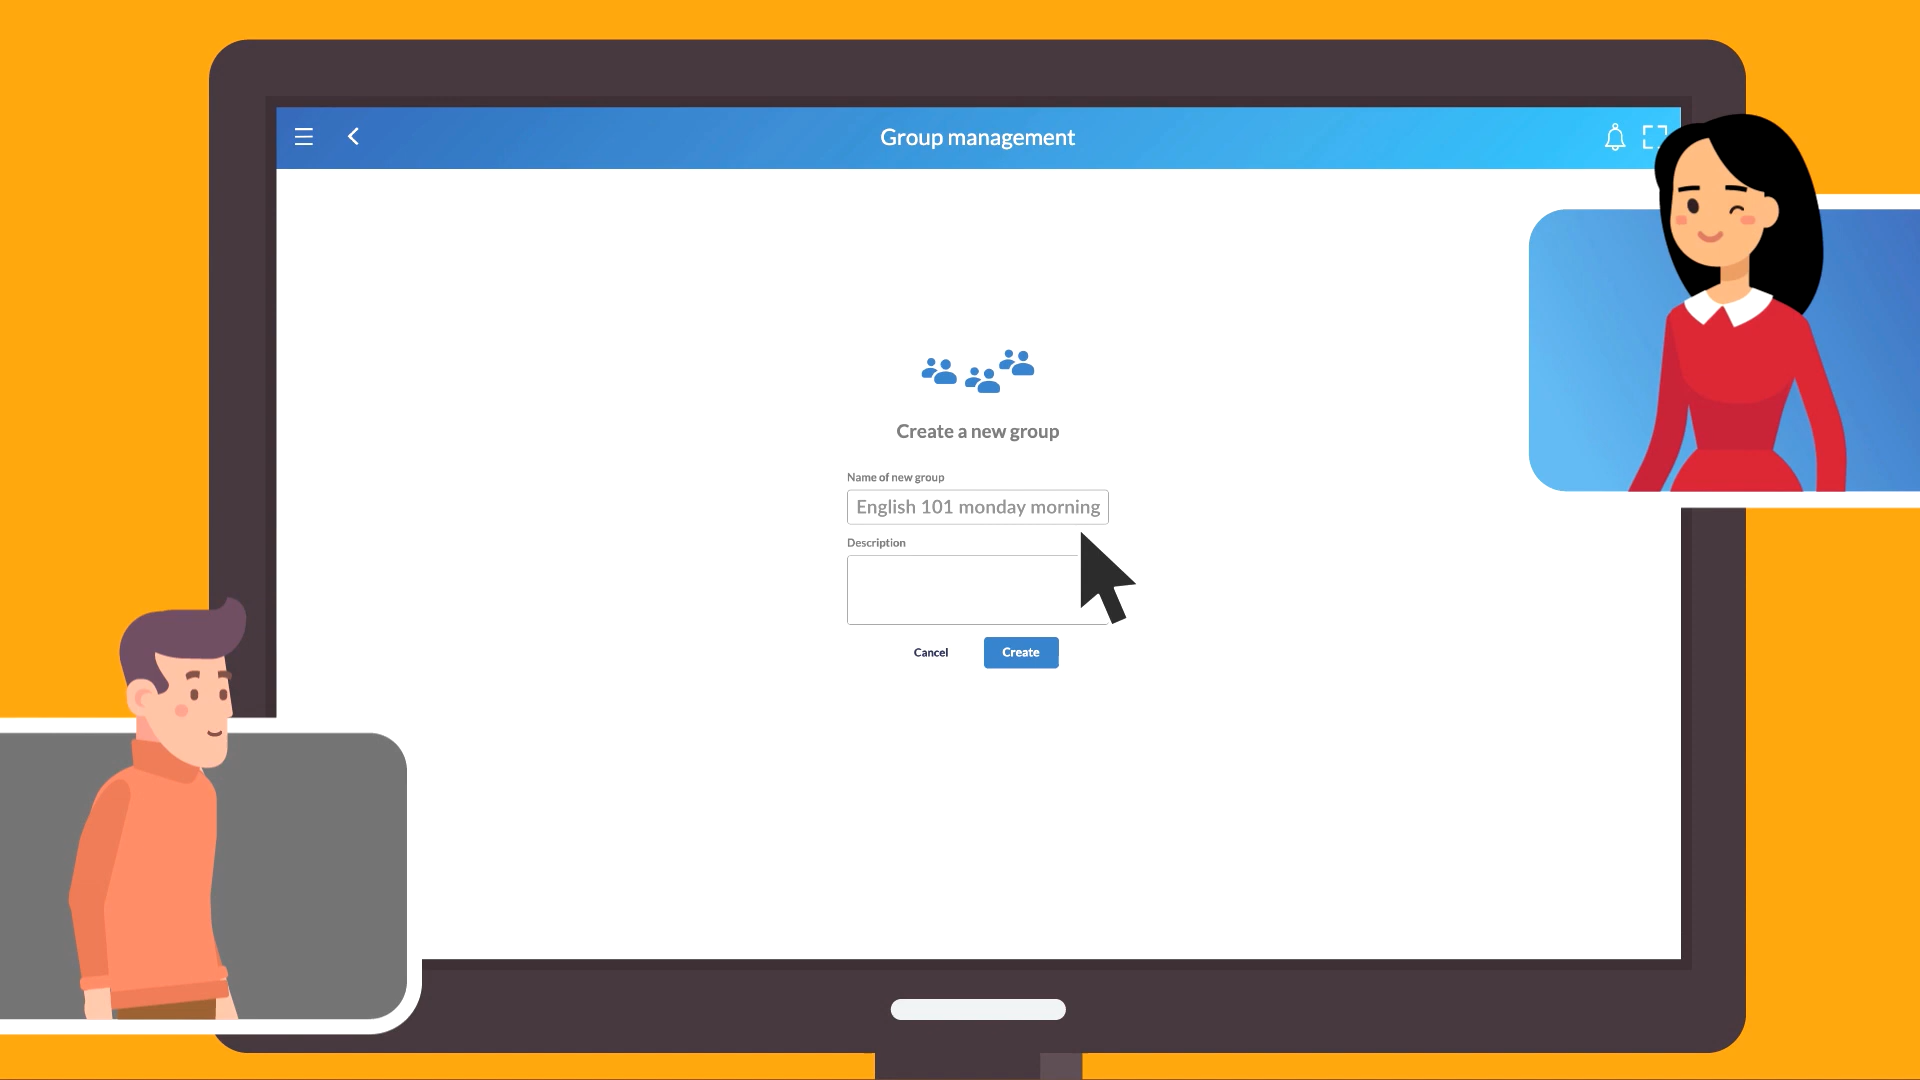 Group management
Create a new group
Name of new group
English 101 monday morning
Description
Cancel
Create